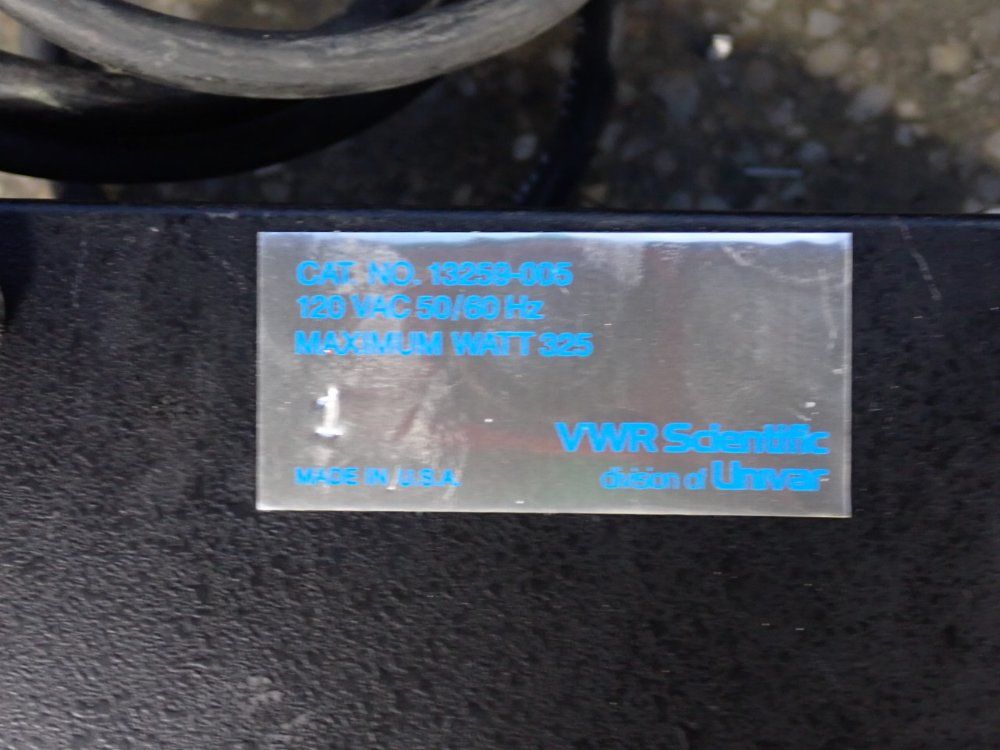 CAT. NO. 13259-005
120 VAC 50/60 Hz
MAXIMUM WATT 325
1
VWR Scientific
MADE IN U.S.A.
division of Univar